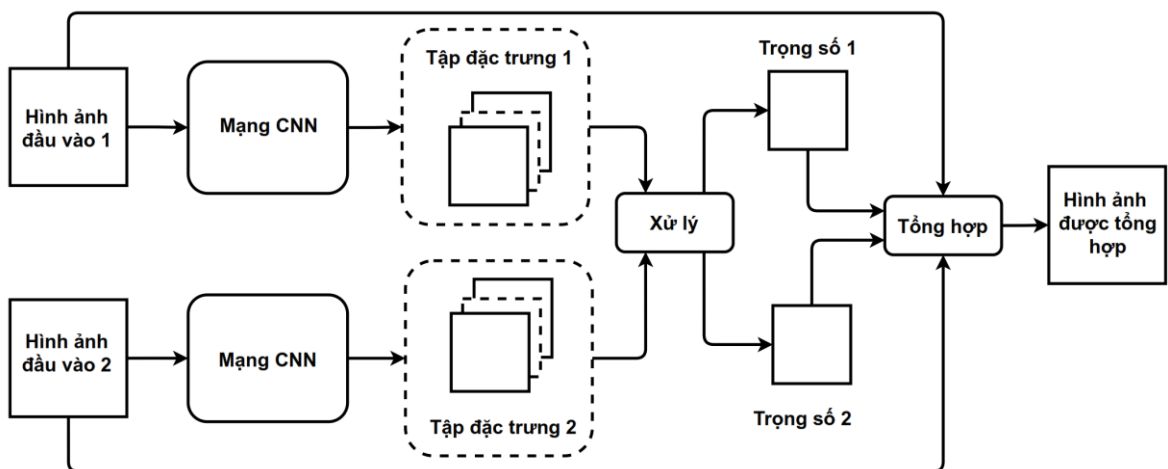 Hình ảnh
đầu vào 1
Mạng CNN
Tập đặc trưng 1
Trọng số 1
Xử lý
Tổng hợp
Hình ảnh
được tổng
hợp
Hình ảnh
đầu vào 2
Mạng CNN
Tập đặc trưng 2
Trọng số 2